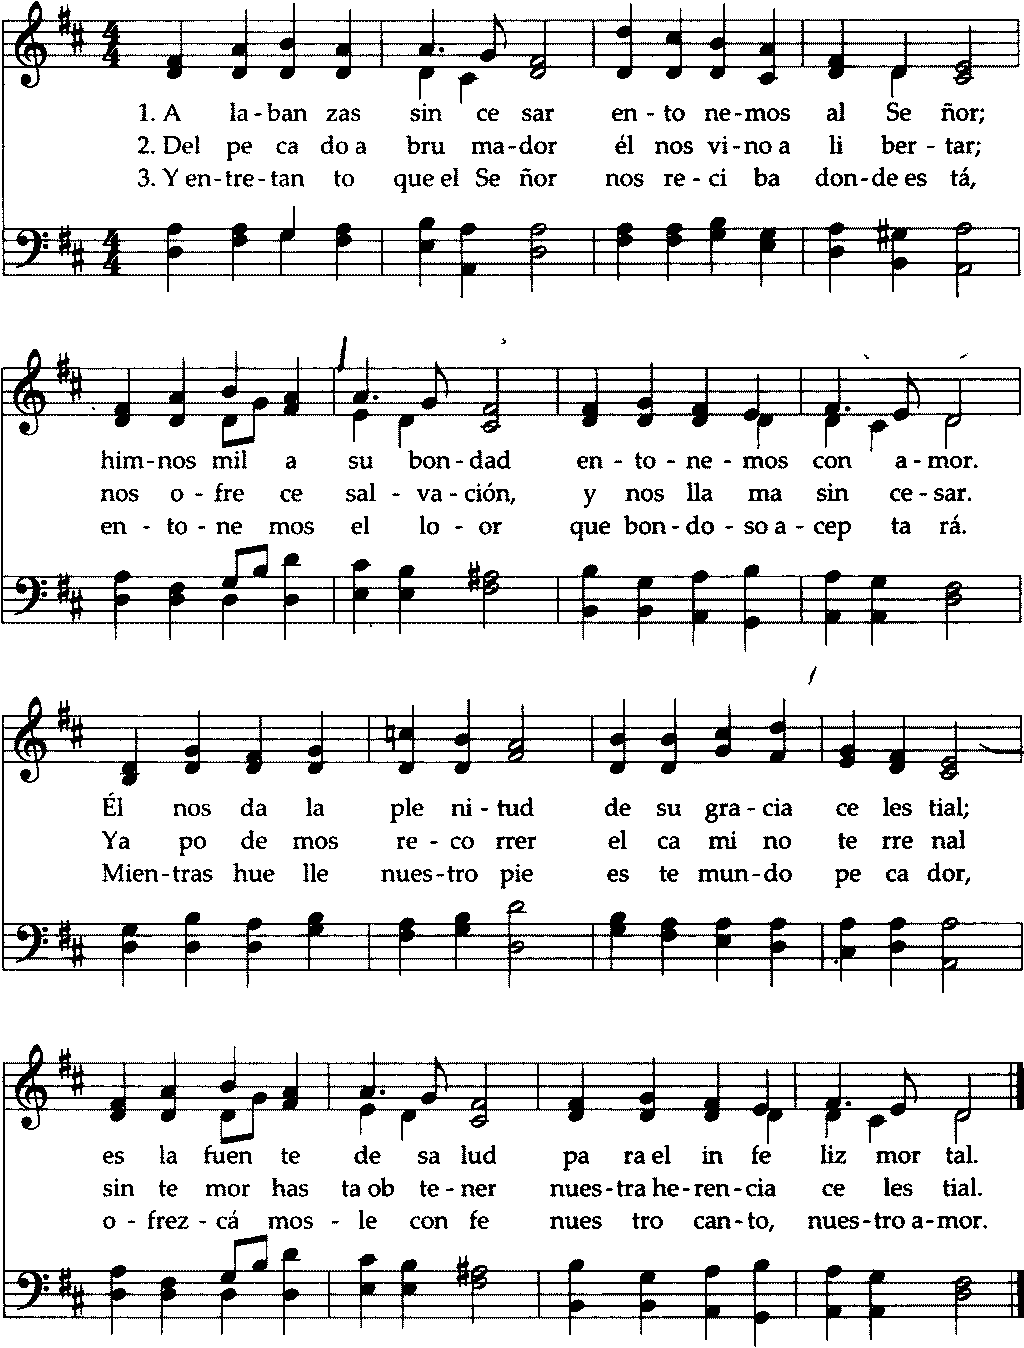 1. A la-ban zas sin ce sar en-to ne-mos al Se ñor;
2. Del pe ca do a bru ma-dor él nos vi-no a li ber-tar;
3. Y en-tre-tan to que el Se ñor nos re-ci ba don-de es tá,
him-nos mil a su bon-dad en-to-ne-mos con a-mor.
nos o-fre ce sal-va-ción, y nos lla ma sin ce-sar.
en-to-ne mos el lo-or que bon-do-so a-cep ta rá.
Él nos da la ple ni-tud de su gra-cia ce les tial;
Ya po de mos re-co rrer el ca mi no te rre nal
Mien-tras hue lle nues-tro pie es te mun-do pe ca dor,
es la fuen te de sa lud pa ra el in fe liz mor tal.
sin te mor has ta ob te-ner nues-tra he-ren-cia ce les tial.
o-frez-cá mos-le con fe nues tro can-to, nues-tro a-mor.